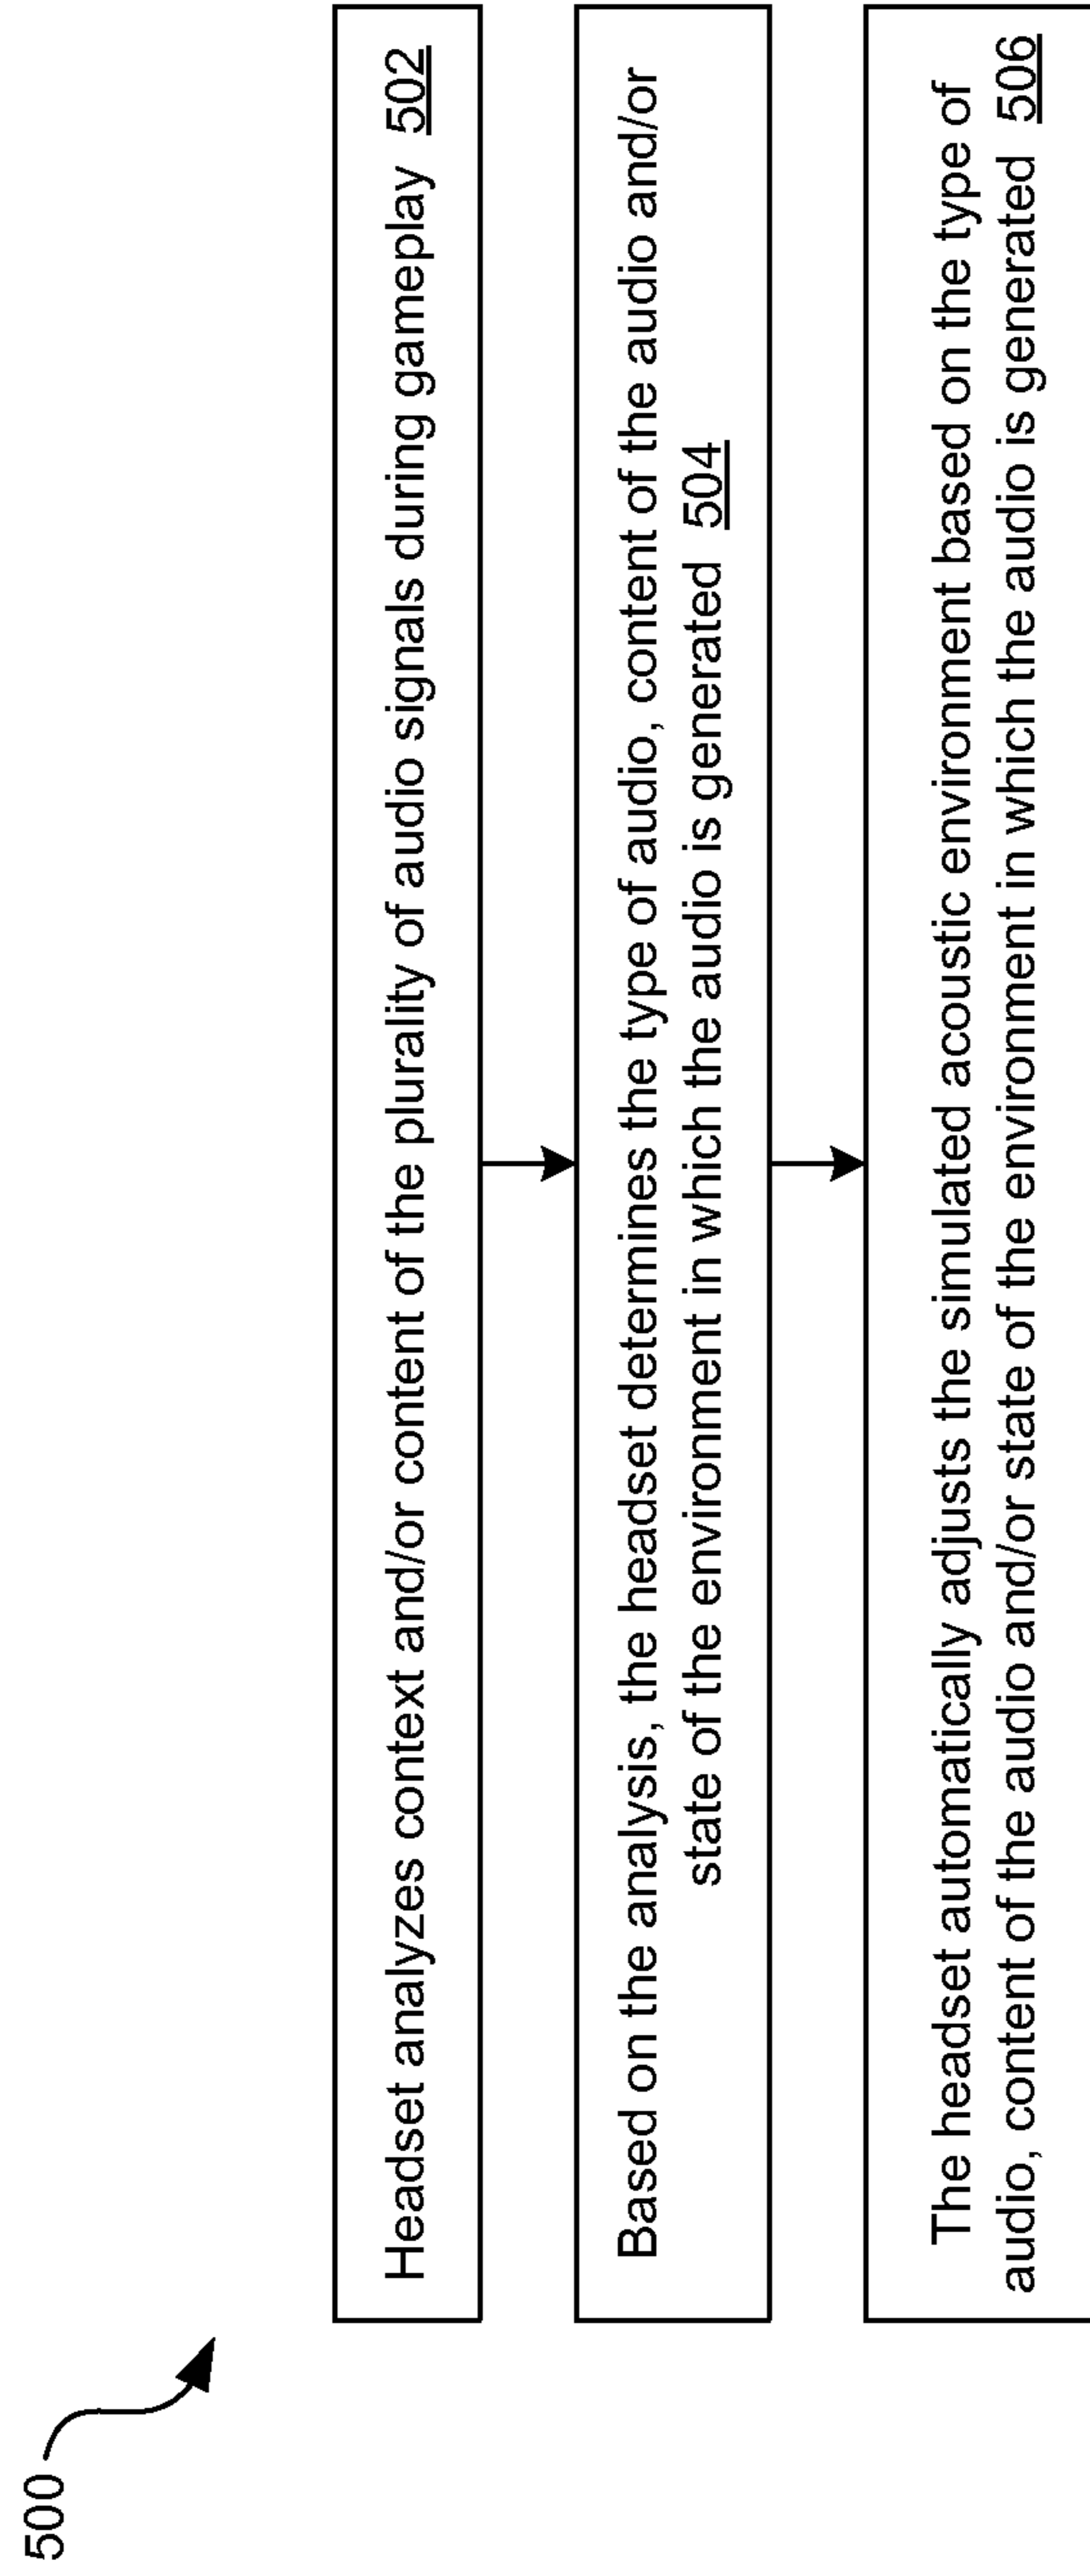 500
Headset analyzes context and/or content of the plurality of audio signals during gameplay 502
Based on the analysis, the headset determines the type of audio, content of the audio and/or
state of the environment in which the audio is generated 504
The headset automatically adjusts the simulated acoustic environment based on the type of
audio, content of the audio and/or state of the environment in which the audio is generated 506